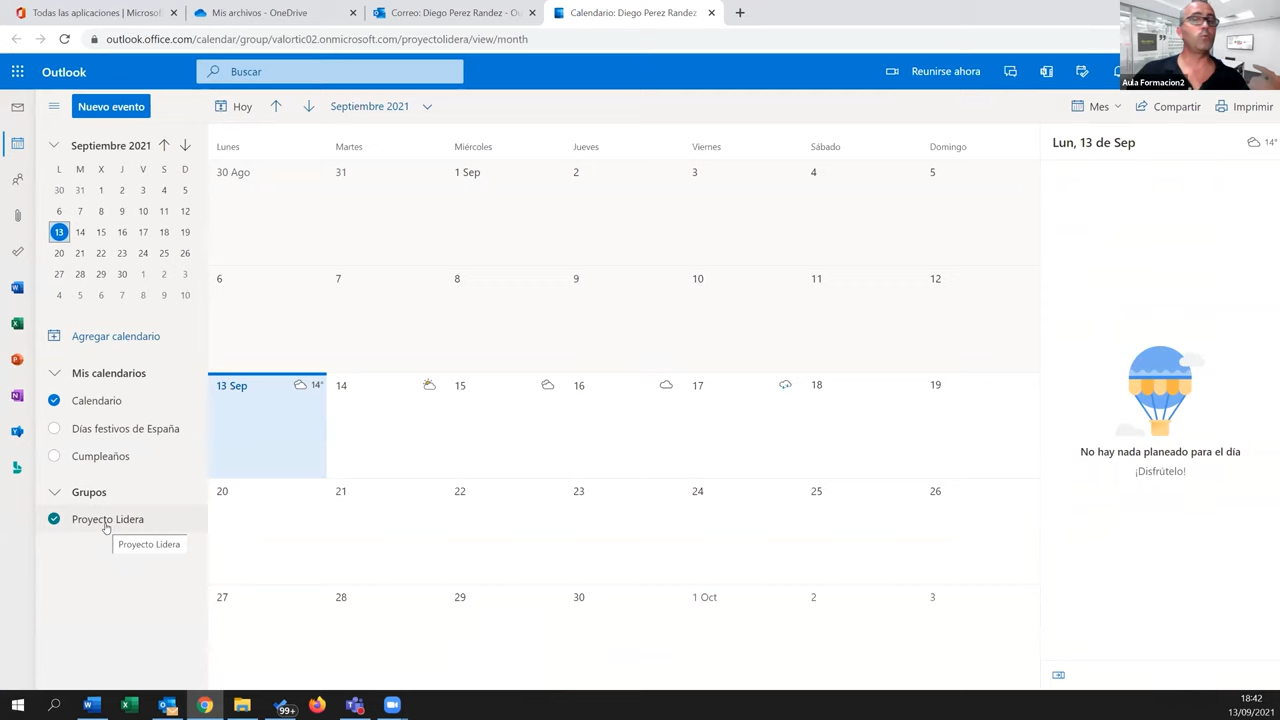 Todas las aplicaciones | Microsof
Mis archivos - OneDrive
Correo: Diego Perez Randez - Ou
Calendario: Diego Perez Randez
outlook.office.com/calendar/group/valortic02.onmicrosoft.com/proyectolidera/view/month
Outlook
Buscar
Reunirse ahora
Aula Formacion2
Nuevo evento
Hoy
Septiembre 2021
Mes
Compartir
Imprimir
Septiembre 2021
L M X J V S D
30 31 1 2 3 4 5
6 7 8 9 10 11 12
13 14 15 16 17 18 19
20 21 22 23 24 25 26
27 28 29 30 1 2 3
4 5 6 7 8 9 10
Agregar calendario
Mis calendarios
Calendario
Días festivos de España
Cumpleaños
Grupos
Proyecto Lidera
Proyecto Lidera
Lunes Martes Miércoles Jueves Viernes Sábado Domingo
30 Ago 31 1 Sep 2 3 4 5
6 7 8 9 10 11 12
13 Sep 14° 14 15 16 17 18 19
20 21 22 23 24 25 26
27 28 29 30 1 Oct 2 3
Lun, 13 de Sep
14°
No hay nada planeado para el día
¡Disfrútelo!
99+
18:42
13/09/2021